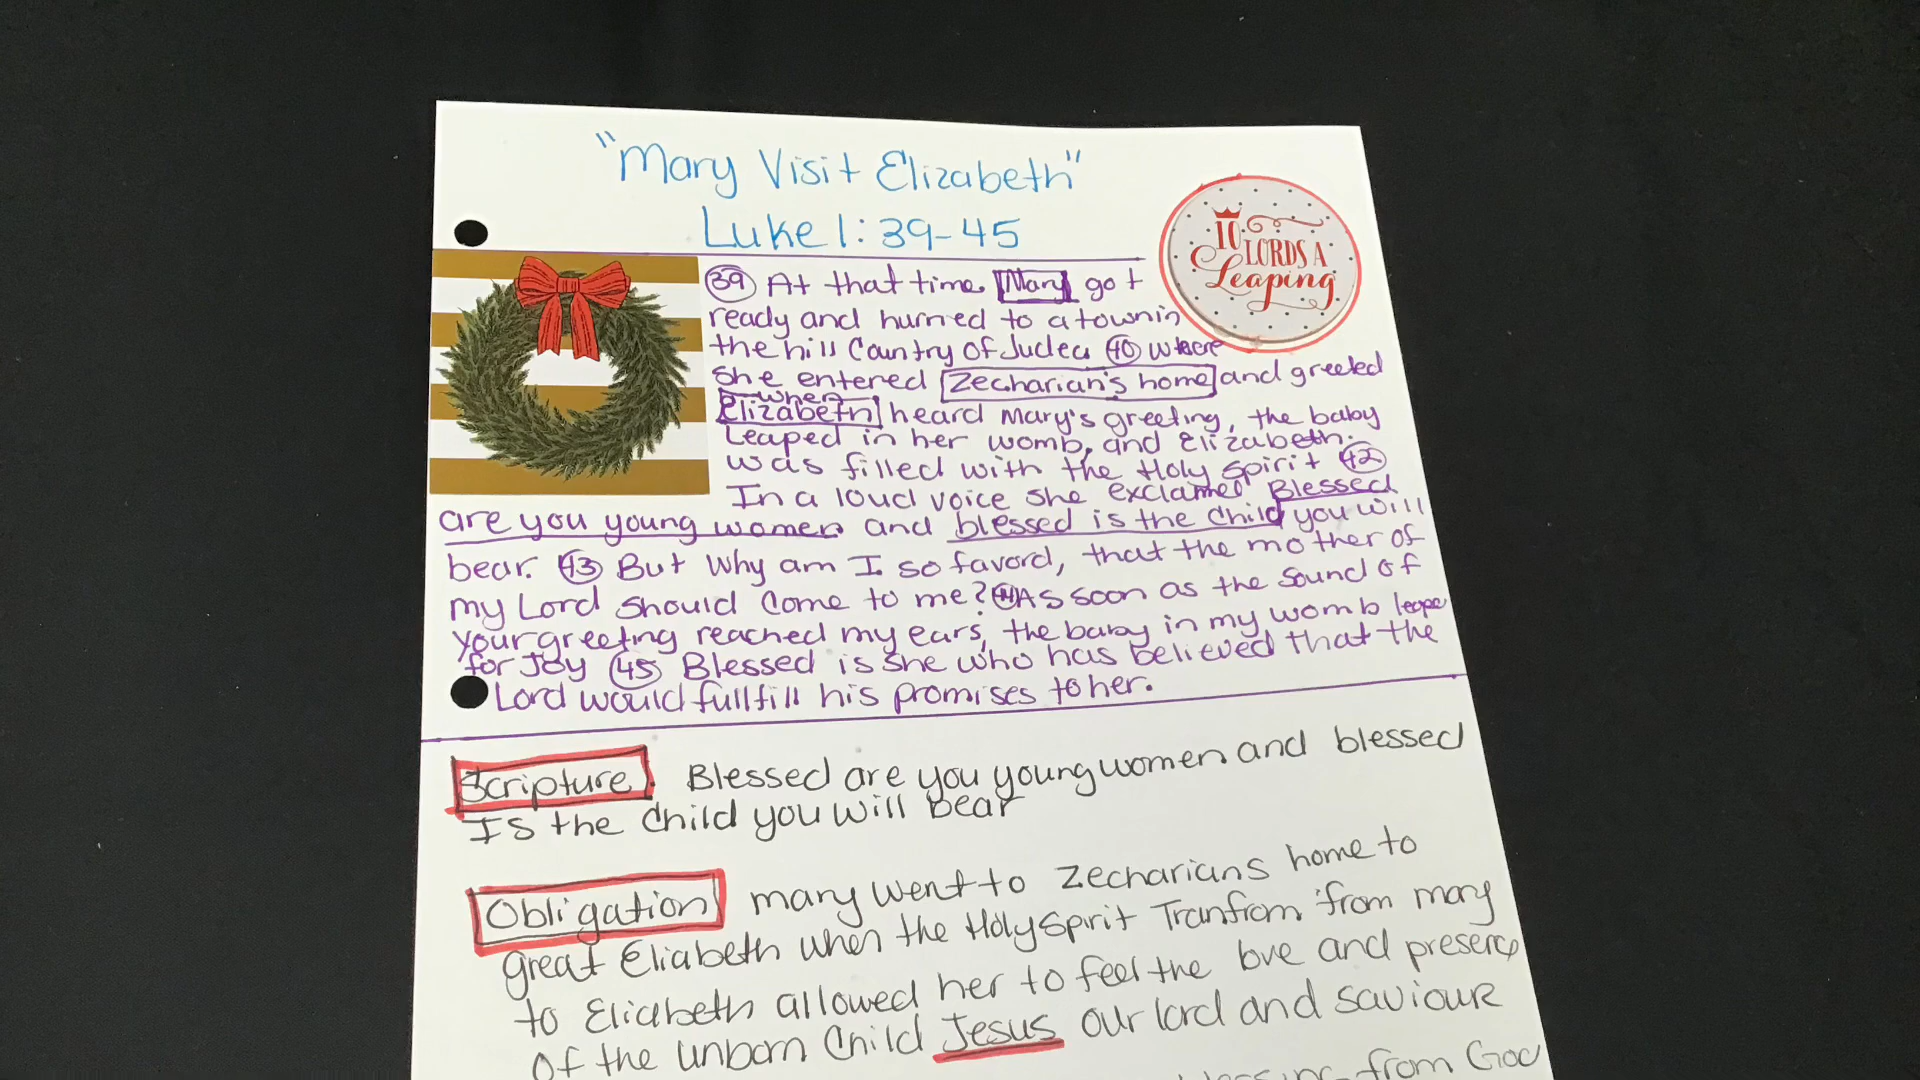 "Mary Visit Elizabeth"
Luke 1:39-45
10
LORDS A
Leaping
39 At that time Mary got
ready and hurried to a town in
the hill Country of Judea 40 where
she entered Zecharian's home and greeted
when
Elizabeth heard Mary's greeting, the baby
Leaped in her womb, and Elizabeth.
was filled with the Holy Spirit 42
In a loud voice she exclamed Blessed
are you young women and blessed is the child you will
bear. 43 But Why am I so favord, that the mother of
my Lord should Come to me? 44 As soon as the sound of
your greeting reached my ears, the baby in my womb leape
for Joy 45 Blessed is she who has believed that the
Lord would fullfill his promises to her.
Scripture Blessed are you young women and blessed
Is the Child you will bear
Obligation mary went to Zecharians home to
great Eliabeth when the Holy Spirit Tranfrom from mary
to Eliabeth allowed her to feel the love and presence
Of the unborn Child Jesus our lord and saviour
from God